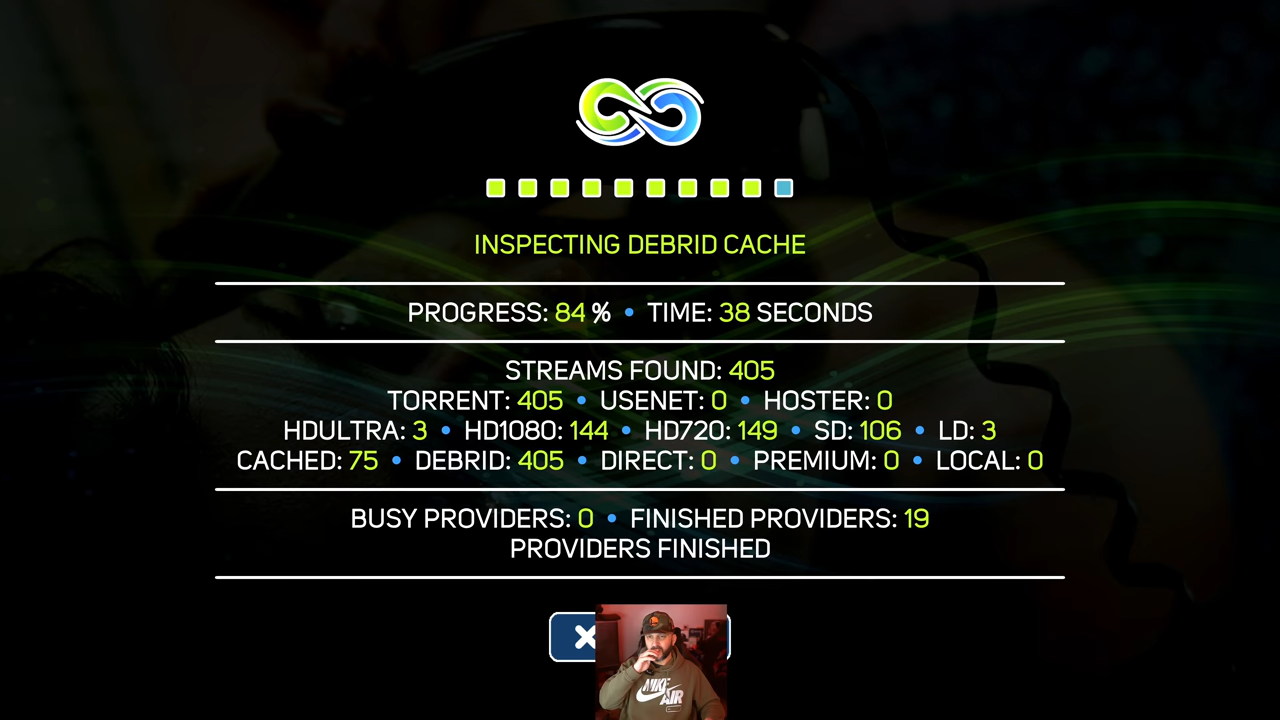 INSPECTING DEBRID CACHE
PROGRESS: 84 % • TIME: 38 SECONDS
STREAMS FOUND: 405
TORRENT: 405 • USENET: 0 • HOSTER: 0
HDULTRA: 3 • HD1080: 144 • HD720: 149 • SD: 106 • LD: 3
CACHED: 75 • DEBRID: 405 • DIRECT: 0 • PREMIUM: 0 • LOCAL: 0
BUSY PROVIDERS: 0 • FINISHED PROVIDERS: 19
PROVIDERS FINISHED
NIKE
AIR